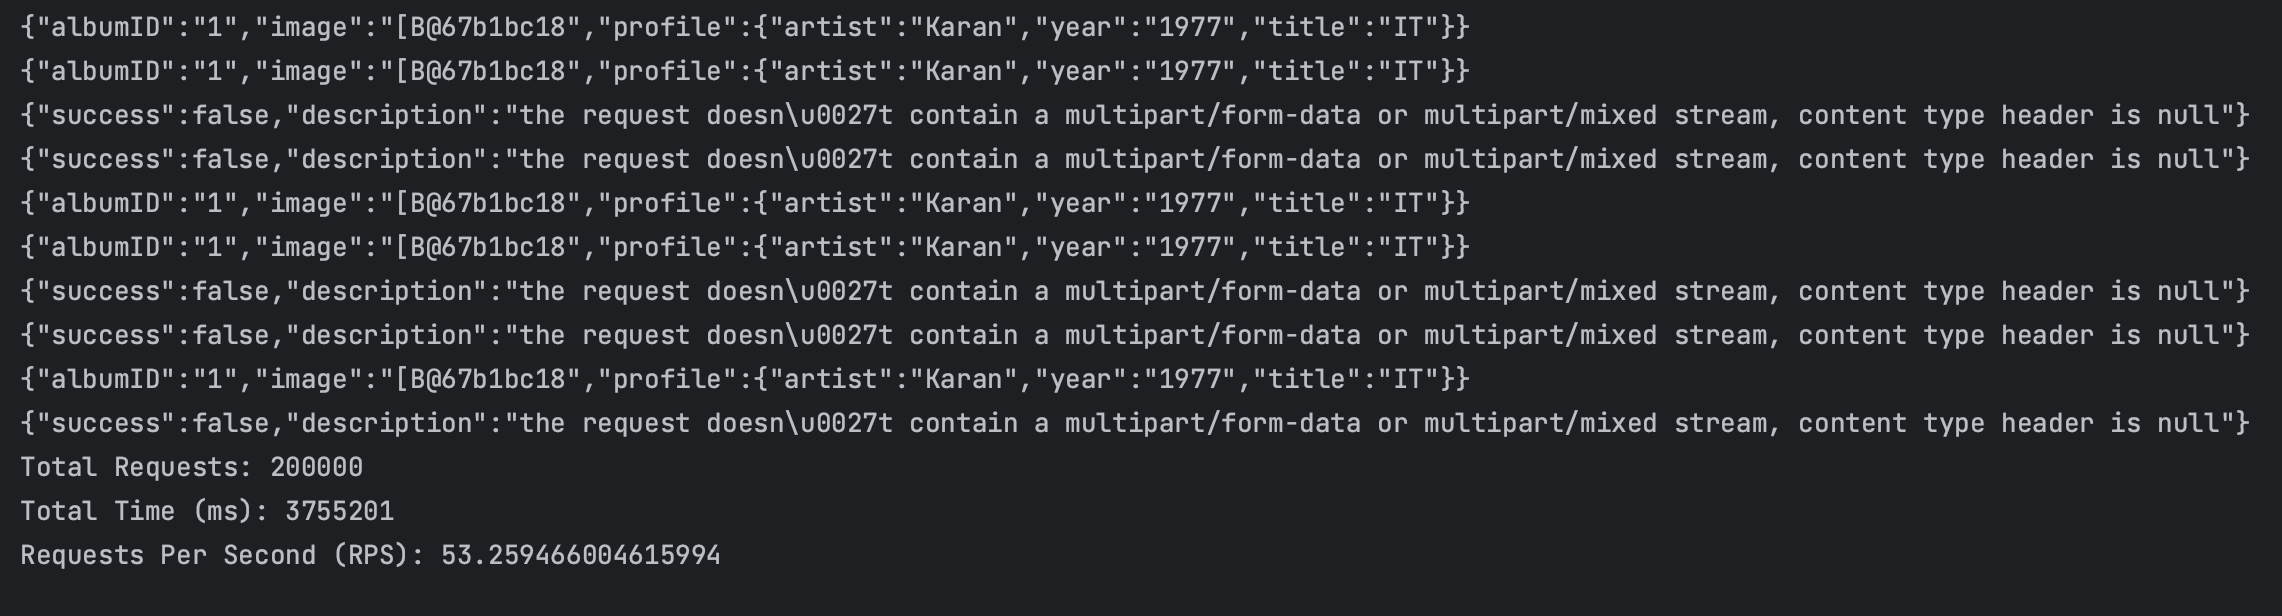 {"albumID":"1","image":"[B@67b1bc18","profile":{"artist":"Karan","year":"1977","title":"IT"}}
{"albumID":"1","image":"[B@67b1bc18","profile":{"artist":"Karan","year":"1977","title":"IT"}}
{"success":false,"description":"the request doesn\u0027t contain a multipart/form-data or multipart/mixed stream, content type header is null"}
{"success":false,"description":"the request doesn\u0027t contain a multipart/form-data or multipart/mixed stream, content type header is null"}
{"albumID":"1","image":"[B@67b1bc18","profile":{"artist":"Karan","year":"1977","title":"IT"}}
{"albumID":"1","image":"[B@67b1bc18","profile":{"artist":"Karan","year":"1977","title":"IT"}}
{"success":false,"description":"the request doesn\u0027t contain a multipart/form-data or multipart/mixed stream, content type header is null"}
{"success":false,"description":"the request doesn\u0027t contain a multipart/form-data or multipart/mixed stream, content type header is null"}
{"albumID":"1","image":"[B@67b1bc18","profile":{"artist":"Karan","year":"1977","title":"IT"}}
{"success":false,"description":"the request doesn\u0027t contain a multipart/form-data or multipart/mixed stream, content type header is null"}
Total Requests: 200000
Total Time (ms): 3755201
Requests Per Second (RPS): 53.259466004615994